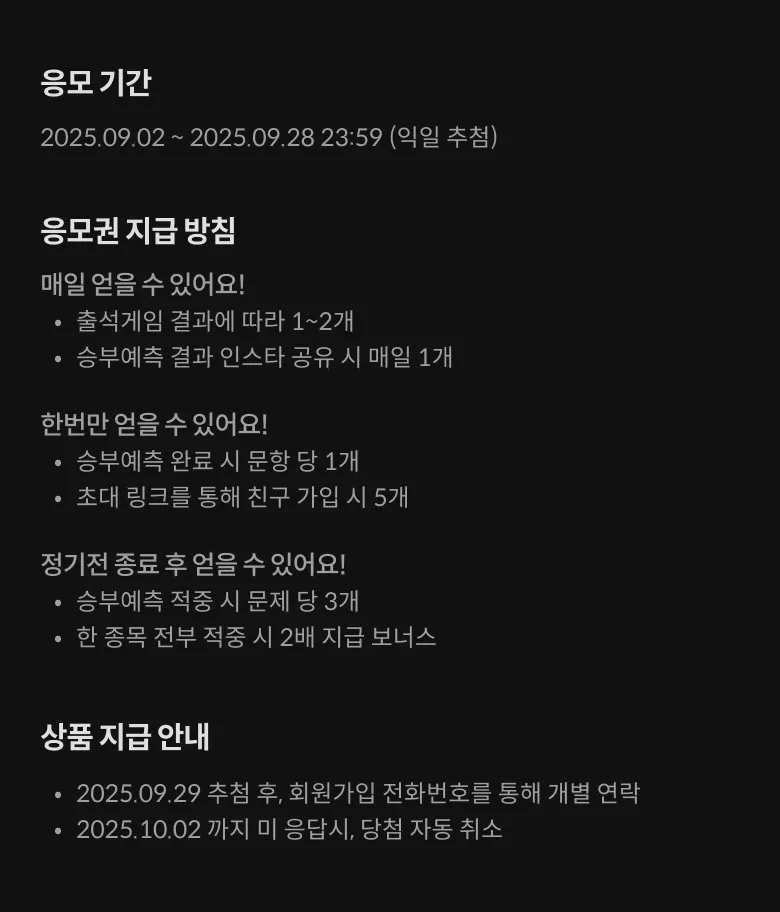 응모 기간
2025.09.02 ~ 2025.09.28 23:59 (익일 추첨)
응모권 지급 방침
매일 얻을 수 있어요!
• 출석게임 결과에 따라 1~2개
• 승부예측 결과 인스타 공유 시 매일 1개
한번만 얻을 수 있어요!
• 승부예측 완료 시 문항 당 1개
• 초대 링크를 통해 친구 가입 시 5개
정기전 종료 후 얻을 수 있어요!
• 승부예측 적중 시 문제 당 3개
• 한 종목 전부 적중 시 2배 지급 보너스
상품 지급 안내
• 2025.09.29 추첨 후, 회원가입 전화번호를 통해 개별 연락
• 2025.10.02 까지 미 응답시, 당첨 자동 취소